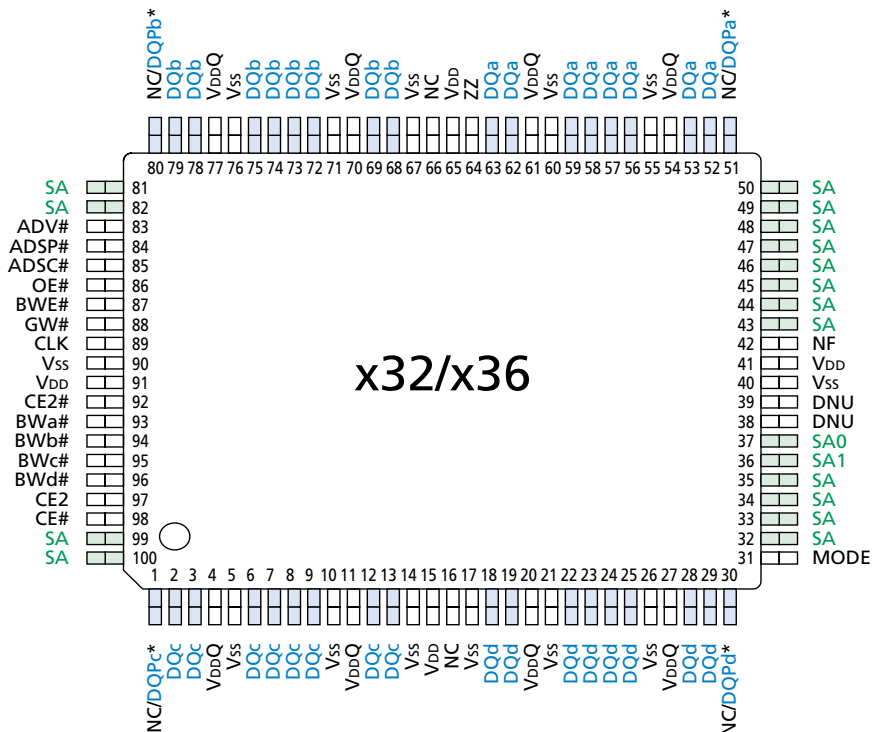 NC/DQPb* DQb DQb VDDQ VSS DQb DQb DQb DQb VSS VDDQ DQb DQb VSS NC VDD ZZ DQa DQa VDDQ VSS DQa DQa DQa DQa VSS VDDQ DQa DQa NC/DQPa*
80 79 78 77 76 75 74 73 72 71 70 69 68 67 66 65 64 63 62 61 60 59 58 57 56 55 54 53 52 51
SA 81 50 SA
SA 82 49 SA
ADV# 83 48 SA
ADSP# 84 47 SA
ADSC# 85 46 SA
OE# 86 45 SA
BWE# 87 44 SA
GW# 88 43 SA
CLK 89 42 NF
VSS 90 41 VDD
VDD 91 40 VSS
x32/x36
CE2# 92 39 DNU
BWa# 93 38 DNU
BWb# 94 37 SA0
BWc# 95 36 SA1
BWd# 96 35 SA
CE2 97 34 SA
CE# 98 33 SA
SA 99 32 SA
SA 100 31 MODE
1 2 3 4 5 6 7 8 9 10 11 12 13 14 15 16 17 18 19 20 21 22 23 24 25 26 27 28 29 30
NC/DQPc* DQc DQc VDDQ VSS DQc DQc DQc DQc VSS VDDQ DQc DQc VSS VDD NC VSS DQd DQd VDDQ VSS DQd DQd DQd DQd VSS VDDQ DQd DQd NC/DQPd*